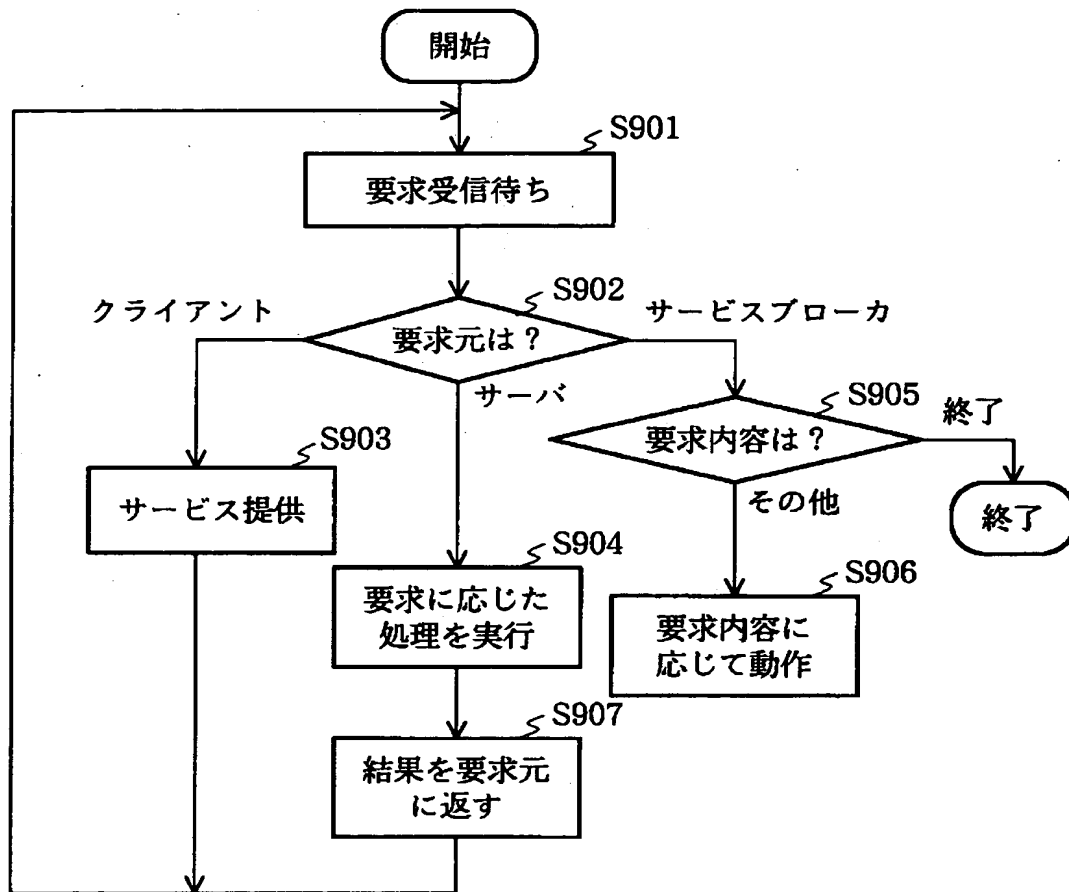 開始
S901
要求受信待ち
S902
クライアント
サービスブローカ
要求元は?
サーバ
S905
終了
要求内容は?
S903
その他
サービス提供
終了
S904
S906
要求に応じた
処理を実行
要求内容に
応じて動作
S907
結果を要求元
に返す